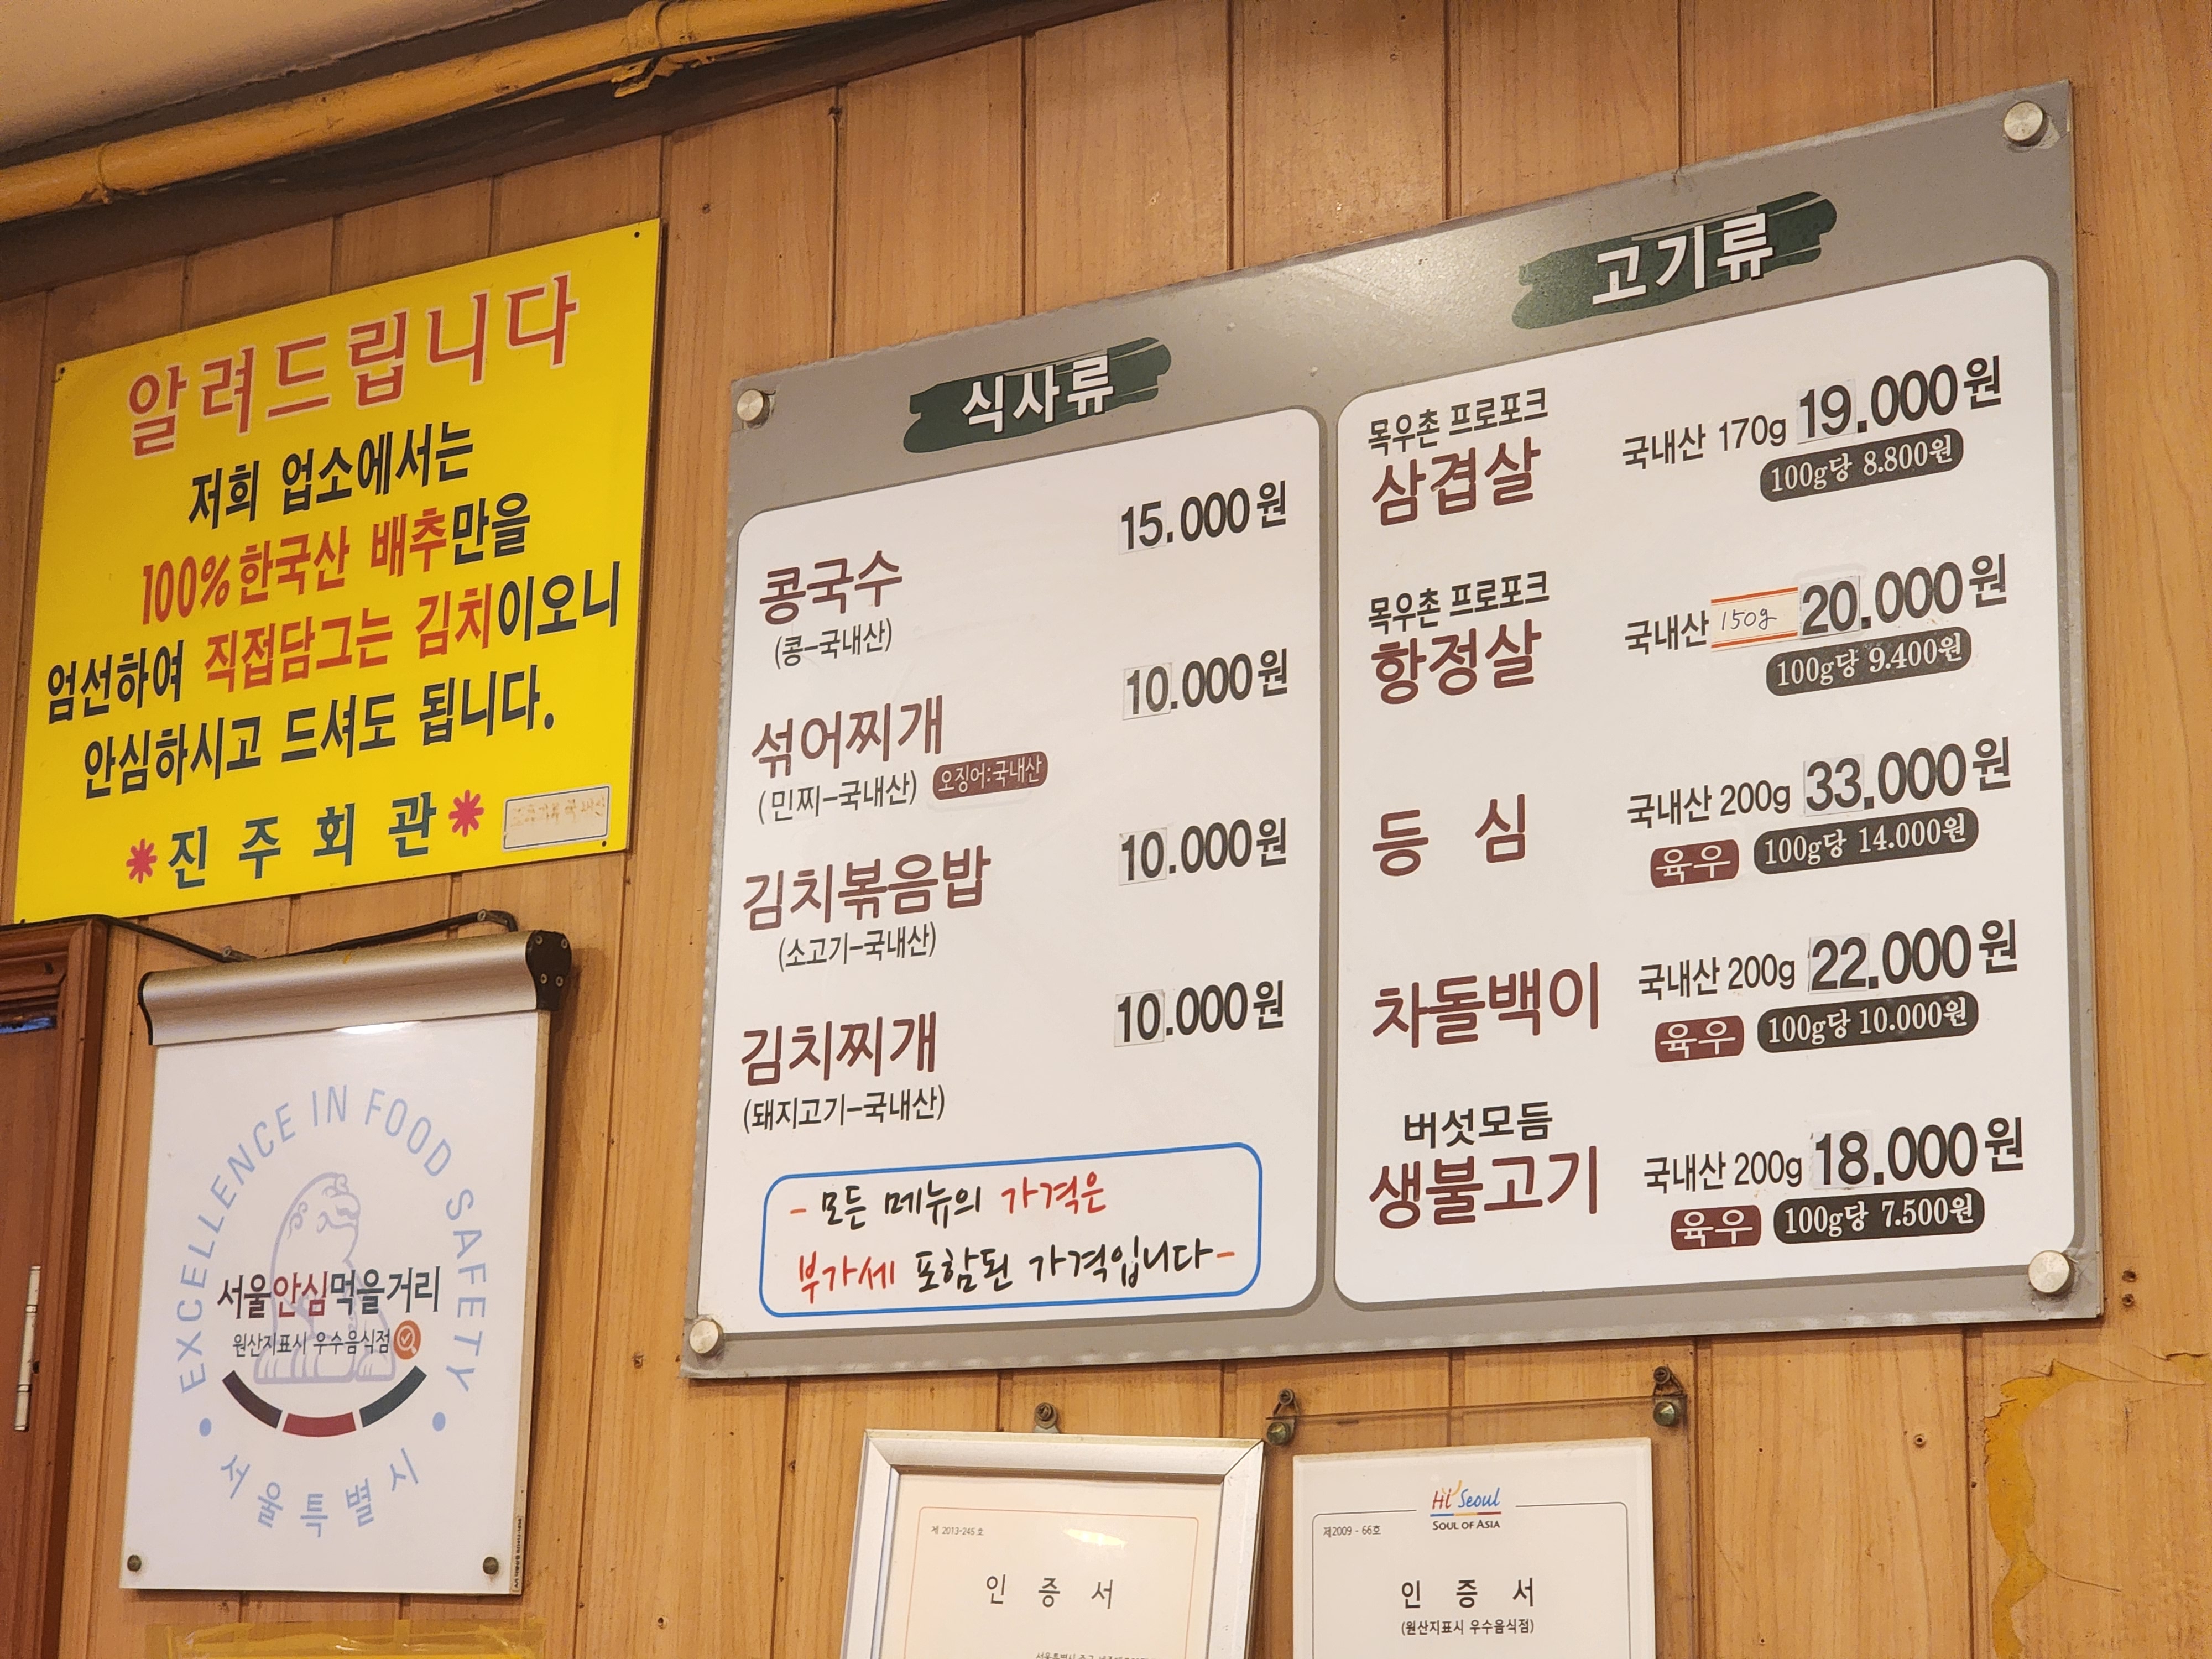 알려드립니다
저희 업소에서는
100%한국산 배추만을
엄선하여 직접담그는 김치이오니
안심하시고 드셔도 됩니다.
*진주회관*
EXCELLENCE IN FOOD SAFETY
서울안심먹을거리
원산지표시 우수음식점
서울특별시
식사류
콩국수 15.000원
(콩-국내산)
섞어찌개 10.000원
(민찌-국내산) 오징어:국내산
김치볶음밥 10.000원
(소고기-국내산)
김치찌개 10.000원
(돼지고기-국내산)
- 모든 메뉴의 가격은
부가세 포함된 가격입니다-
고기류
목우촌 프로포크
삼겹살 국내산 170g 19.000원
100g당 8.800원
목우촌 프로포크
항정살 국내산 150g 20.000원
100g당 9.400원
등 심 국내산 200g 33.000원
육우 100g당 14.000원
차돌백이 국내산 200g 22.000원
육우 100g당 10.000원
버섯모듬
생불고기 국내산 200g 18.000원
육우 100g당 7.500원
제 2013-245 호
인 증 서
Hi Seoul
SOUL OF ASIA
제2009 - 66호
인 증 서
(원산지표시 우수음식점)